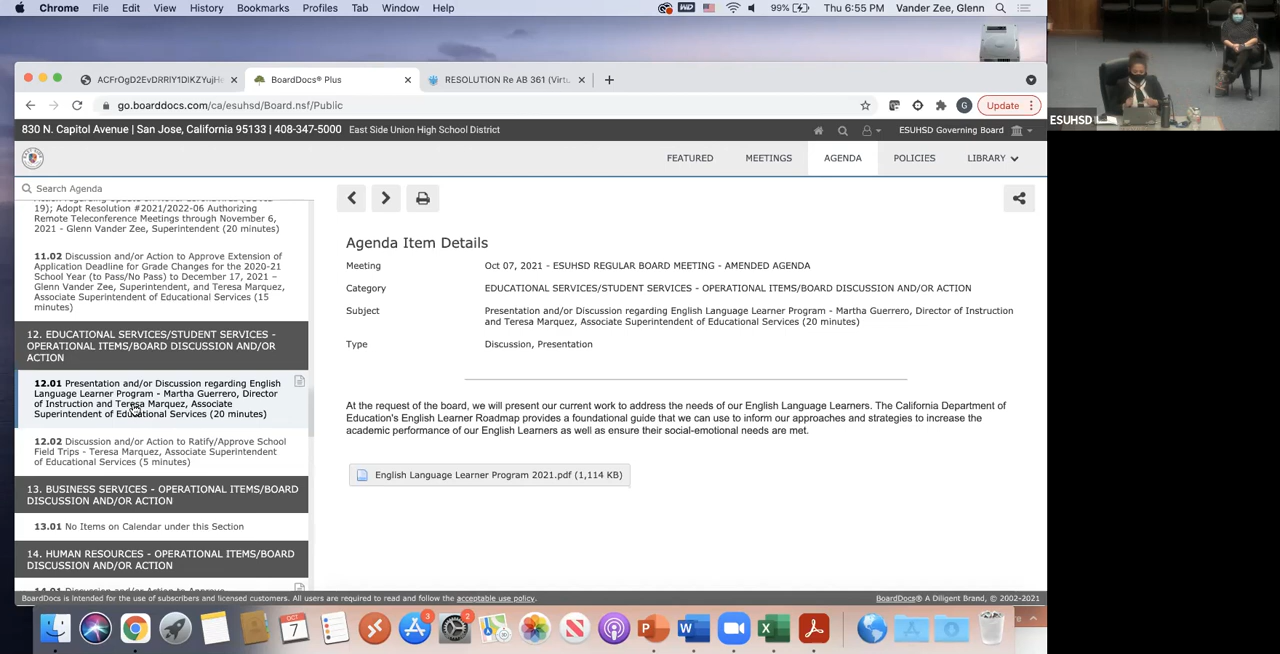 Chrome File Edit View History Bookmarks Profiles Tab Window Help
WD 99% Thu 6:55 PM Vander Zee, Glenn
ACFrOgD2EvDRRlY1DiKZYujH
BoardDocs® Plus
RESOLUTION Re AB 361 (Virtu
go.boarddocs.com/ca/esuhsd/Board.nsf/Public
G
Update
830 N. Capitol Avenue | San Jose, California 95133 | 408-347-5000 East Side Union High School District
ESUHSD Governing Board
FEATURED MEETINGS AGENDA POLICIES LIBRARY
Search Agenda
19); Adopt Resolution #2021/2022-06 Authorizing
Remote Teleconference Meetings through November 6,
2021 - Glenn Vander Zee, Superintendent (20 minutes)
11.02 Discussion and/or Action to Approve Extension of
Application Deadline for Grade Changes for the 2020-21
School Year (to Pass/No Pass) to December 17, 2021 –
Glenn Vander Zee, Superintendent, and Teresa Marquez,
Associate Superintendent of Educational Services (15
minutes)
12. EDUCATIONAL SERVICES/STUDENT SERVICES -
OPERATIONAL ITEMS/BOARD DISCUSSION AND/OR
ACTION
12.01 Presentation and/or Discussion regarding English
Language Learner Program - Martha Guerrero, Director
of Instruction and Teresa Marquez, Associate
Superintendent of Educational Services (20 minutes)
12.02 Discussion and/or Action to Ratify/Approve School
Field Trips - Teresa Marquez, Associate Superintendent
of Educational Services (5 minutes)
13. BUSINESS SERVICES - OPERATIONAL ITEMS/BOARD
DISCUSSION AND/OR ACTION
13.01 No Items on Calendar under this Section
14. HUMAN RESOURCES - OPERATIONAL ITEMS/BOARD
DISCUSSION AND/OR ACTION
Agenda Item Details
Meeting Oct 07, 2021 - ESUHSD REGULAR BOARD MEETING - AMENDED AGENDA
Category EDUCATIONAL SERVICES/STUDENT SERVICES - OPERATIONAL ITEMS/BOARD DISCUSSION AND/OR ACTION
Subject Presentation and/or Discussion regarding English Language Learner Program - Martha Guerrero, Director of Instruction
and Teresa Marquez, Associate Superintendent of Educational Services (20 minutes)
Type Discussion, Presentation
At the request of the board, we will present our current work to address the needs of our English Language Learners. The California Department of
Education's English Learner Roadmap provides a foundational guide that we can use to inform our approaches and strategies to increase the
academic performance of our English Learners as well as ensure their social-emotional needs are met.
English Language Learner Program 2021.pdf (1,114 KB)
BoardDocs is intended for the use of subscribers and licensed customers. All users are required to read and follow the acceptable use policy.
BoardDocs® A Diligent Brand, © 2002-2021
OCT
7
3
2
P W X
ESUHSD